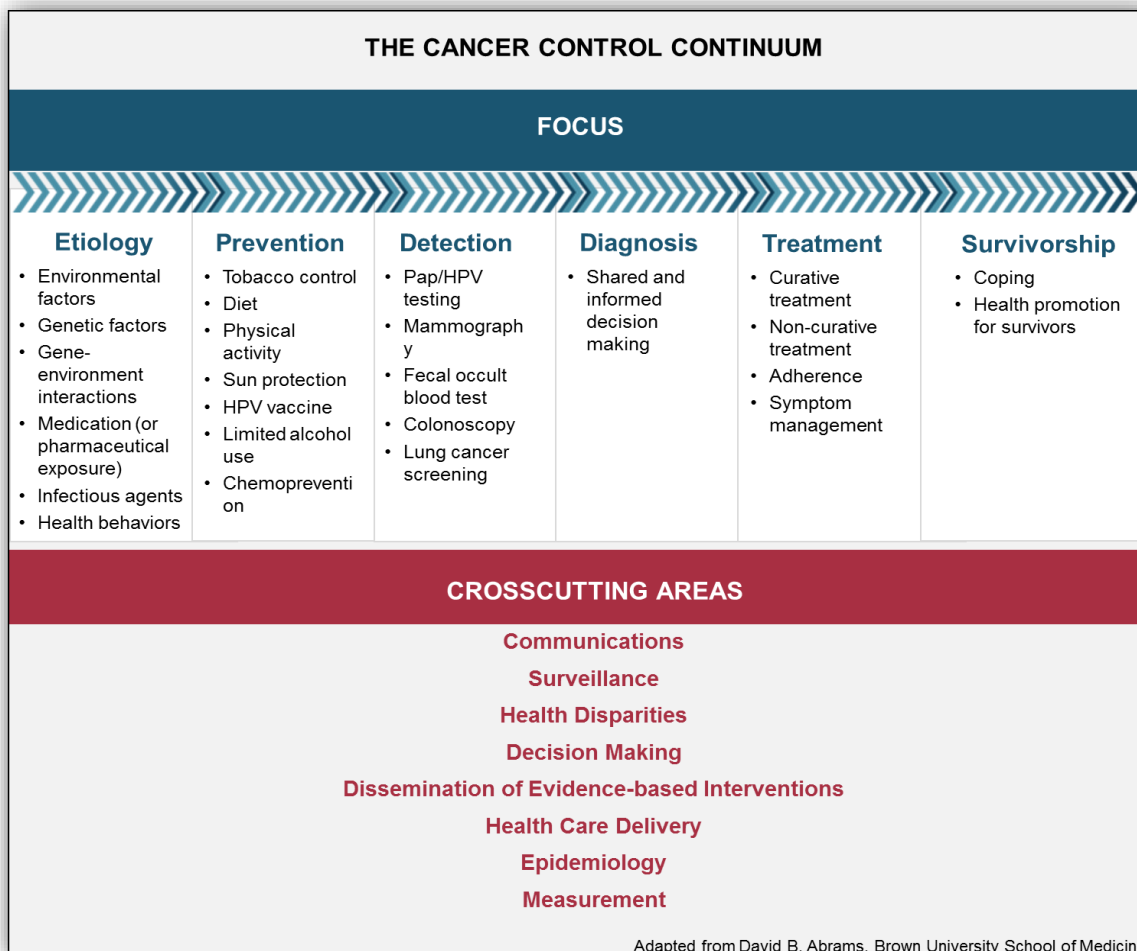 THE CANCER CONTROL CONTINUUM
FOCUS
Etiology
• Environmental
factors
• Genetic factors
• Gene-
environment
interactions
• Medication (or
pharmaceutical
exposure)
• Infectious agents
• Health behaviors
Prevention
• Tobacco control
• Diet
• Physical
activity
• Sun protection
• HPV vaccine
• Limited alcohol
use
• Chemopreventi
on
Detection
• Pap/HPV
testing
• Mammograph
y
• Fecal occult
blood test
• Colonoscopy
• Lung cancer
screening
Diagnosis
• Shared and
informed
decision
making
Treatment
• Curative
treatment
• Non-curative
treatment
• Adherence
• Symptom
management
Survivorship
• Coping
• Health promotion
for survivors
CROSSCUTTING AREAS
Communications
Surveillance
Health Disparities
Decision Making
Dissemination of Evidence-based Interventions
Health Care Delivery
Epidemiology
Measurement
Adapted from David B. Abrams, Brown University School of Medicin